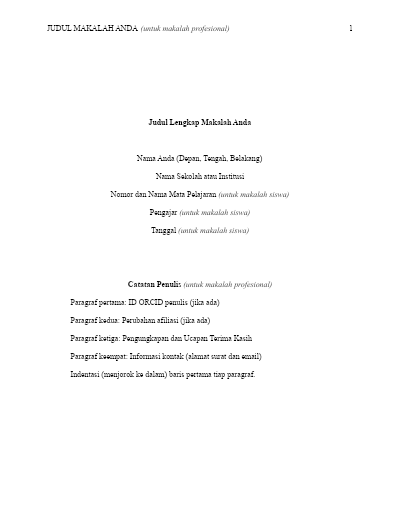 JUDUL MAKALAH ANDA (untuk makalah profesional) 1
Judul Lengkap Makalah Anda
Nama Anda (Depan, Tengah, Belakang)
Nama Sekolah atau Institusi
Nomor dan Nama Mata Pelajaran (untuk makalah siswa)
Pengajar (untuk makalah siswa)
Tanggal (untuk makalah siswa)
Catatan Penulis (untuk makalah profesional)
Paragraf pertama: ID ORCID penulis (jika ada)
Paragraf kedua: Perubahan afiliasi (jika ada)
Paragraf ketiga: Pengungkapan dan Ucapan Terima Kasih
Paragraf keempat: Informasi kontak (alamat surat dan email)
Indentasi (menjorok ke dalam) baris pertama tiap paragraf.